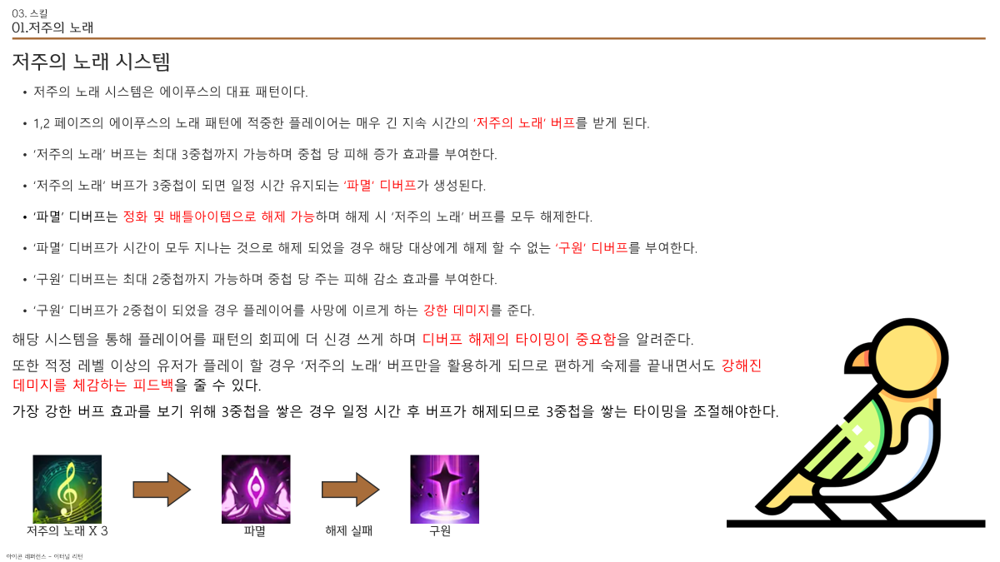 03. 스킬
01.저주의 노래
저주의 노래 시스템
• 저주의 노래 시스템은 에이푸스의 대표 패턴이다.
• 1,2 페이즈의 에이푸스의 노래 패턴에 적중한 플레이어는 매우 긴 지속 시간의 ‘저주의 노래’ 버프를 받게 된다.
• ‘저주의 노래’ 버프는 최대 3중첩까지 가능하며 중첩 당 피해 증가 효과를 부여한다.
• ‘저주의 노래’ 버프가 3중첩이 되면 일정 시간 유지되는 ‘파멸’ 디버프가 생성된다.
• ‘파멸’ 디버프는 정화 및 배틀아이템으로 해제 가능하며 해제 시 ‘저주의 노래’ 버프를 모두 해제한다.
• ‘파멸’ 디버프가 시간이 모두 지나는 것으로 해제 되었을 경우 해당 대상에게 해제 할 수 없는 ‘구원’ 디버프를 부여한다.
• ‘구원’ 디버프는 최대 2중첩까지 가능하며 중첩 당 주는 피해 감소 효과를 부여한다.
• ‘구원’ 디버프가 2중첩이 되었을 경우 플레이어를 사망에 이르게 하는 강한 데미지를 준다.
해당 시스템을 통해 플레이어를 패턴의 회피에 더 신경 쓰게 하며 디버프 해제의 타이밍이 중요함을 알려준다.
또한 적정 레벨 이상의 유저가 플레이 할 경우 ‘저주의 노래’ 버프만을 활용하게 되므로 편하게 숙제를 끝내면서도 강해진
데미지를 체감하는 피드백을 줄 수 있다.
가장 강한 버프 효과를 보기 위해 3중첩을 쌓은 경우 일정 시간 후 버프가 해제되므로 3중첩을 쌓는 타이밍을 조절해야한다.
저주의 노래 X 3
파멸
해제 실패
구원
아이콘 레퍼런스 - 이터널 리턴